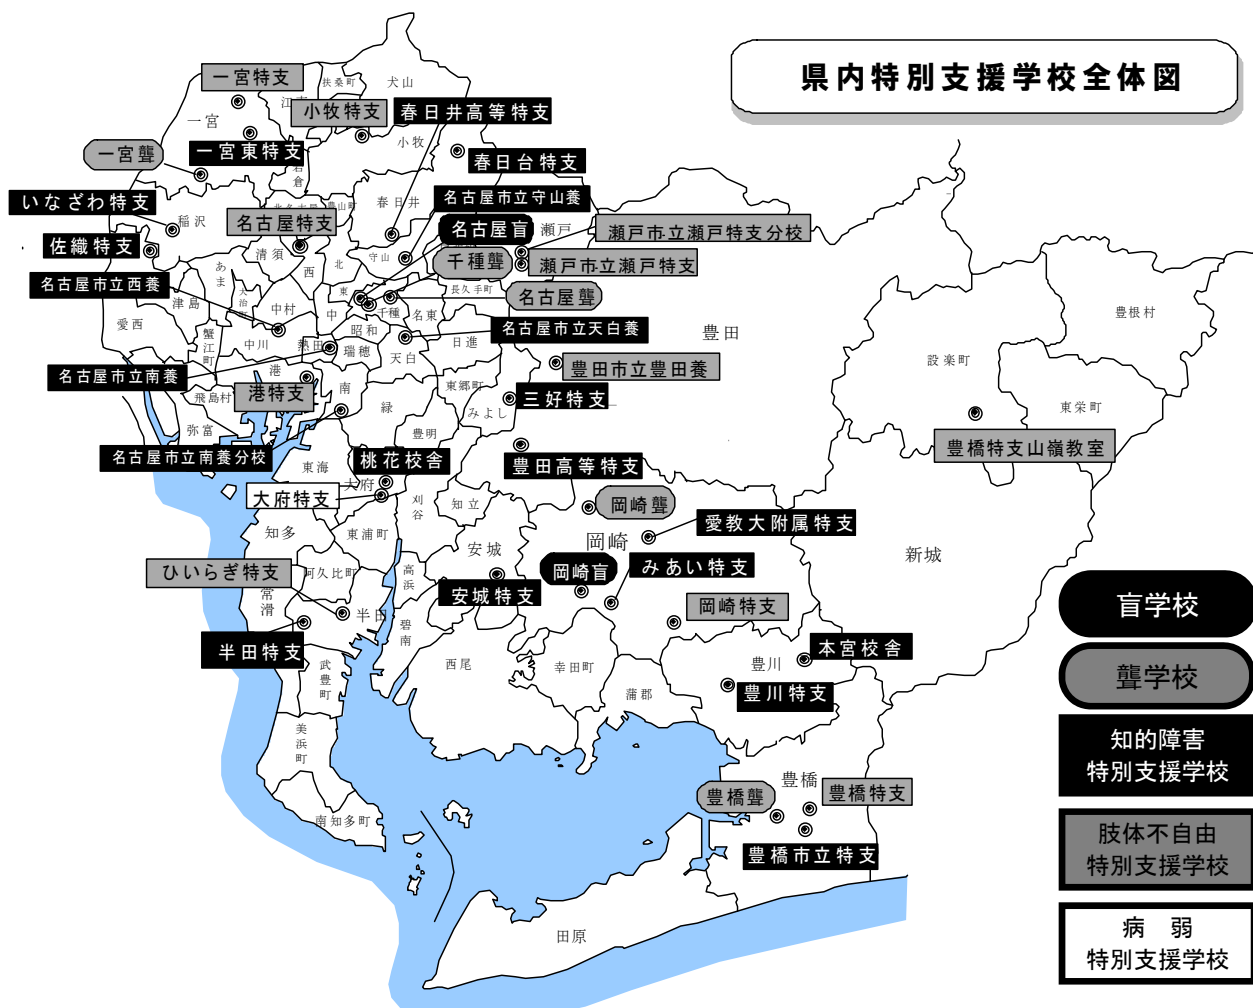 県内特別支援学校全体図
一宮特支
扶桑町
犬山
江南
小牧特支
春日井高等特支
一宮
小牧
一宮聾
一宮東特支
岩倉
春日台特支
いなざわ特支
稲沢
北名古屋
豊山町
春日井
名古屋市立守山養
名古屋特支
名古屋盲
瀬戸
瀬戸市立瀬戸特支分校
佐織特支
清須
西
北
守山
千種聾
瀬戸市立瀬戸特支
名古屋市立西養
あま
大治町
津島
中村
中
東
千種
名東
長久手町
名古屋聾
愛西
蟹江町
中川
熱田
昭和
瑞穂
天白
日進
名古屋市立天白養
豊田
豊根村
設楽町
名古屋市立南養
港
港特支
南
東郷町
豊田市立豊田養
飛島村
緑
みよし
三好特支
東栄町
弥富
豊明
豊橋特支山嶺教室
名古屋市立南養分校
東海
桃花校舎
豊田高等特支
大府
大府特支
刈谷
知立
岡崎聾
知多
東浦町
安城
岡崎
愛教大附属特支
新城
ひいらぎ特支
阿久比町
高浜
岡崎盲
みあい特支
常滑
半田
碧南
安城特支
岡崎特支
半田特支
武豊町
西尾
幸田町
豊川
本宮校舎
蒲郡
豊川特支
美浜町
豊橋
豊橋聾
豊橋特支
南知多町
豊橋市立特支
田原
盲学校
聾学校
知的障害
特別支援学校
肢体不自由
特別支援学校
病 弱
特別支援学校